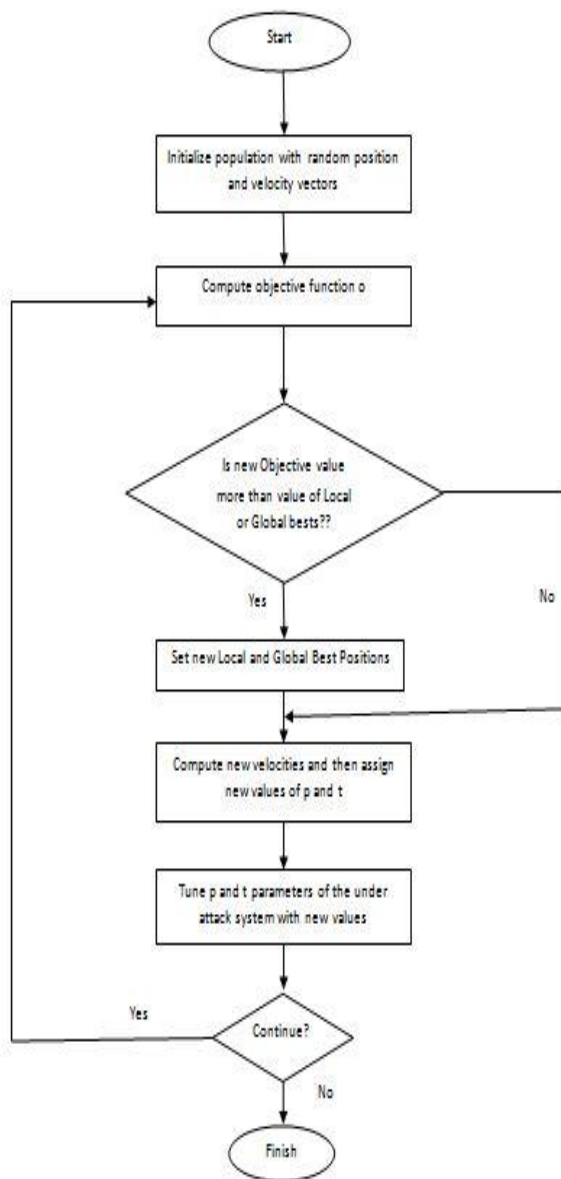 Start
Initialize population with random position
and velocity vectors
Compute objective function o
Is new Objective value
more than value of Local
or Global bests??
Yes
No
Set new Local and Global Best Positions
Compute new velocities and then assign
new values of p and t
Tune p and t parameters of the under
attack system with new values
Yes
Continue?
No
Finish